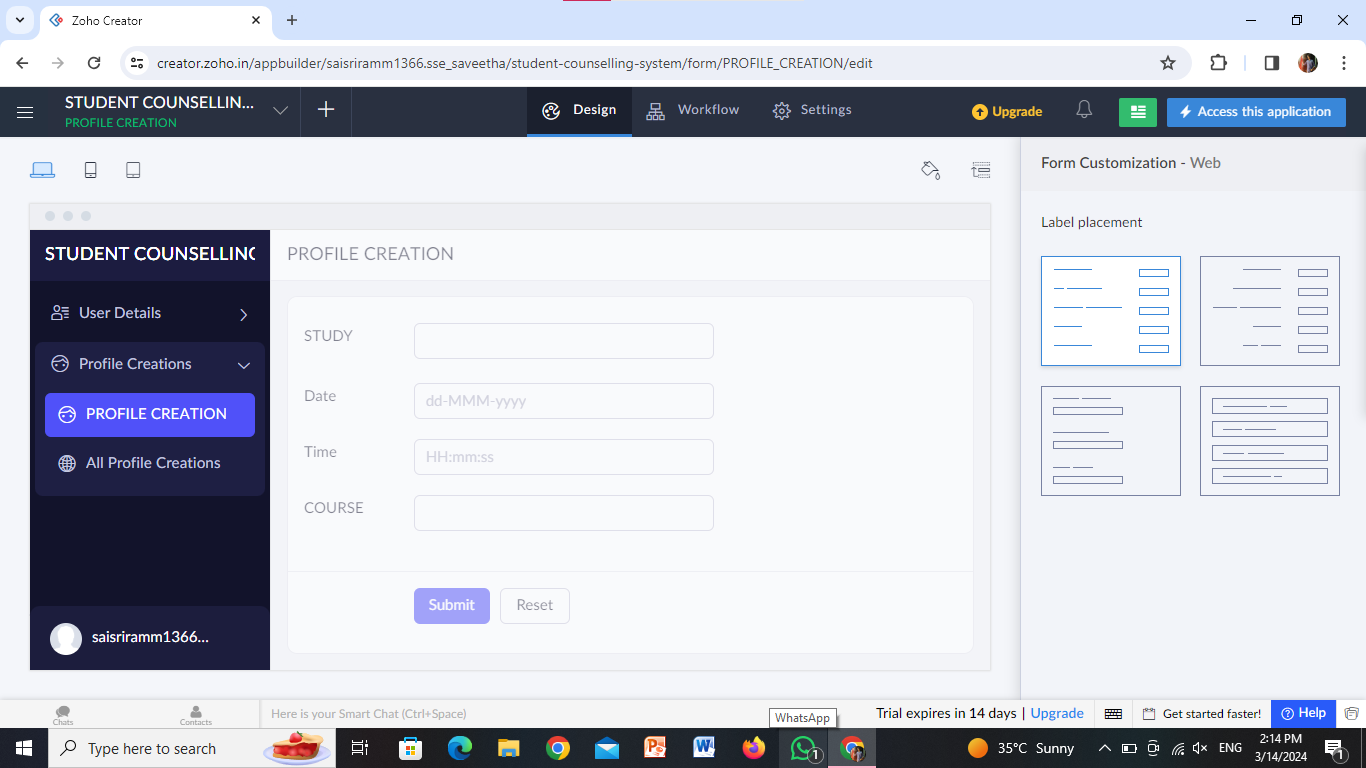 Zoho Creator
creator.zoho.in/appbuilder/saisriramm1366.sse_saveetha/student-counselling-system/form/PROFILE_CREATION/edit
STUDENT COUNSELLIN...
PROFILE CREATION
Design
Workflow
Settings
Upgrade
Access this application
Form Customization - Web
Label placement
STUDENT COUNSELLING
PROFILE CREATION
User Details
Profile Creations
PROFILE CREATION
All Profile Creations
saisriramm1366...
STUDY
Date
dd-MMM-yyyy
Time
HH:mm:ss
COURSE
Submit
Reset
Chats
Contacts
Here is your Smart Chat (Ctrl+Space)
WhatsApp
Trial expires in 14 days | Upgrade
Get started faster!
Help
Type here to search
1
35°C Sunny
ENG
2:14 PM
3/14/2024
1